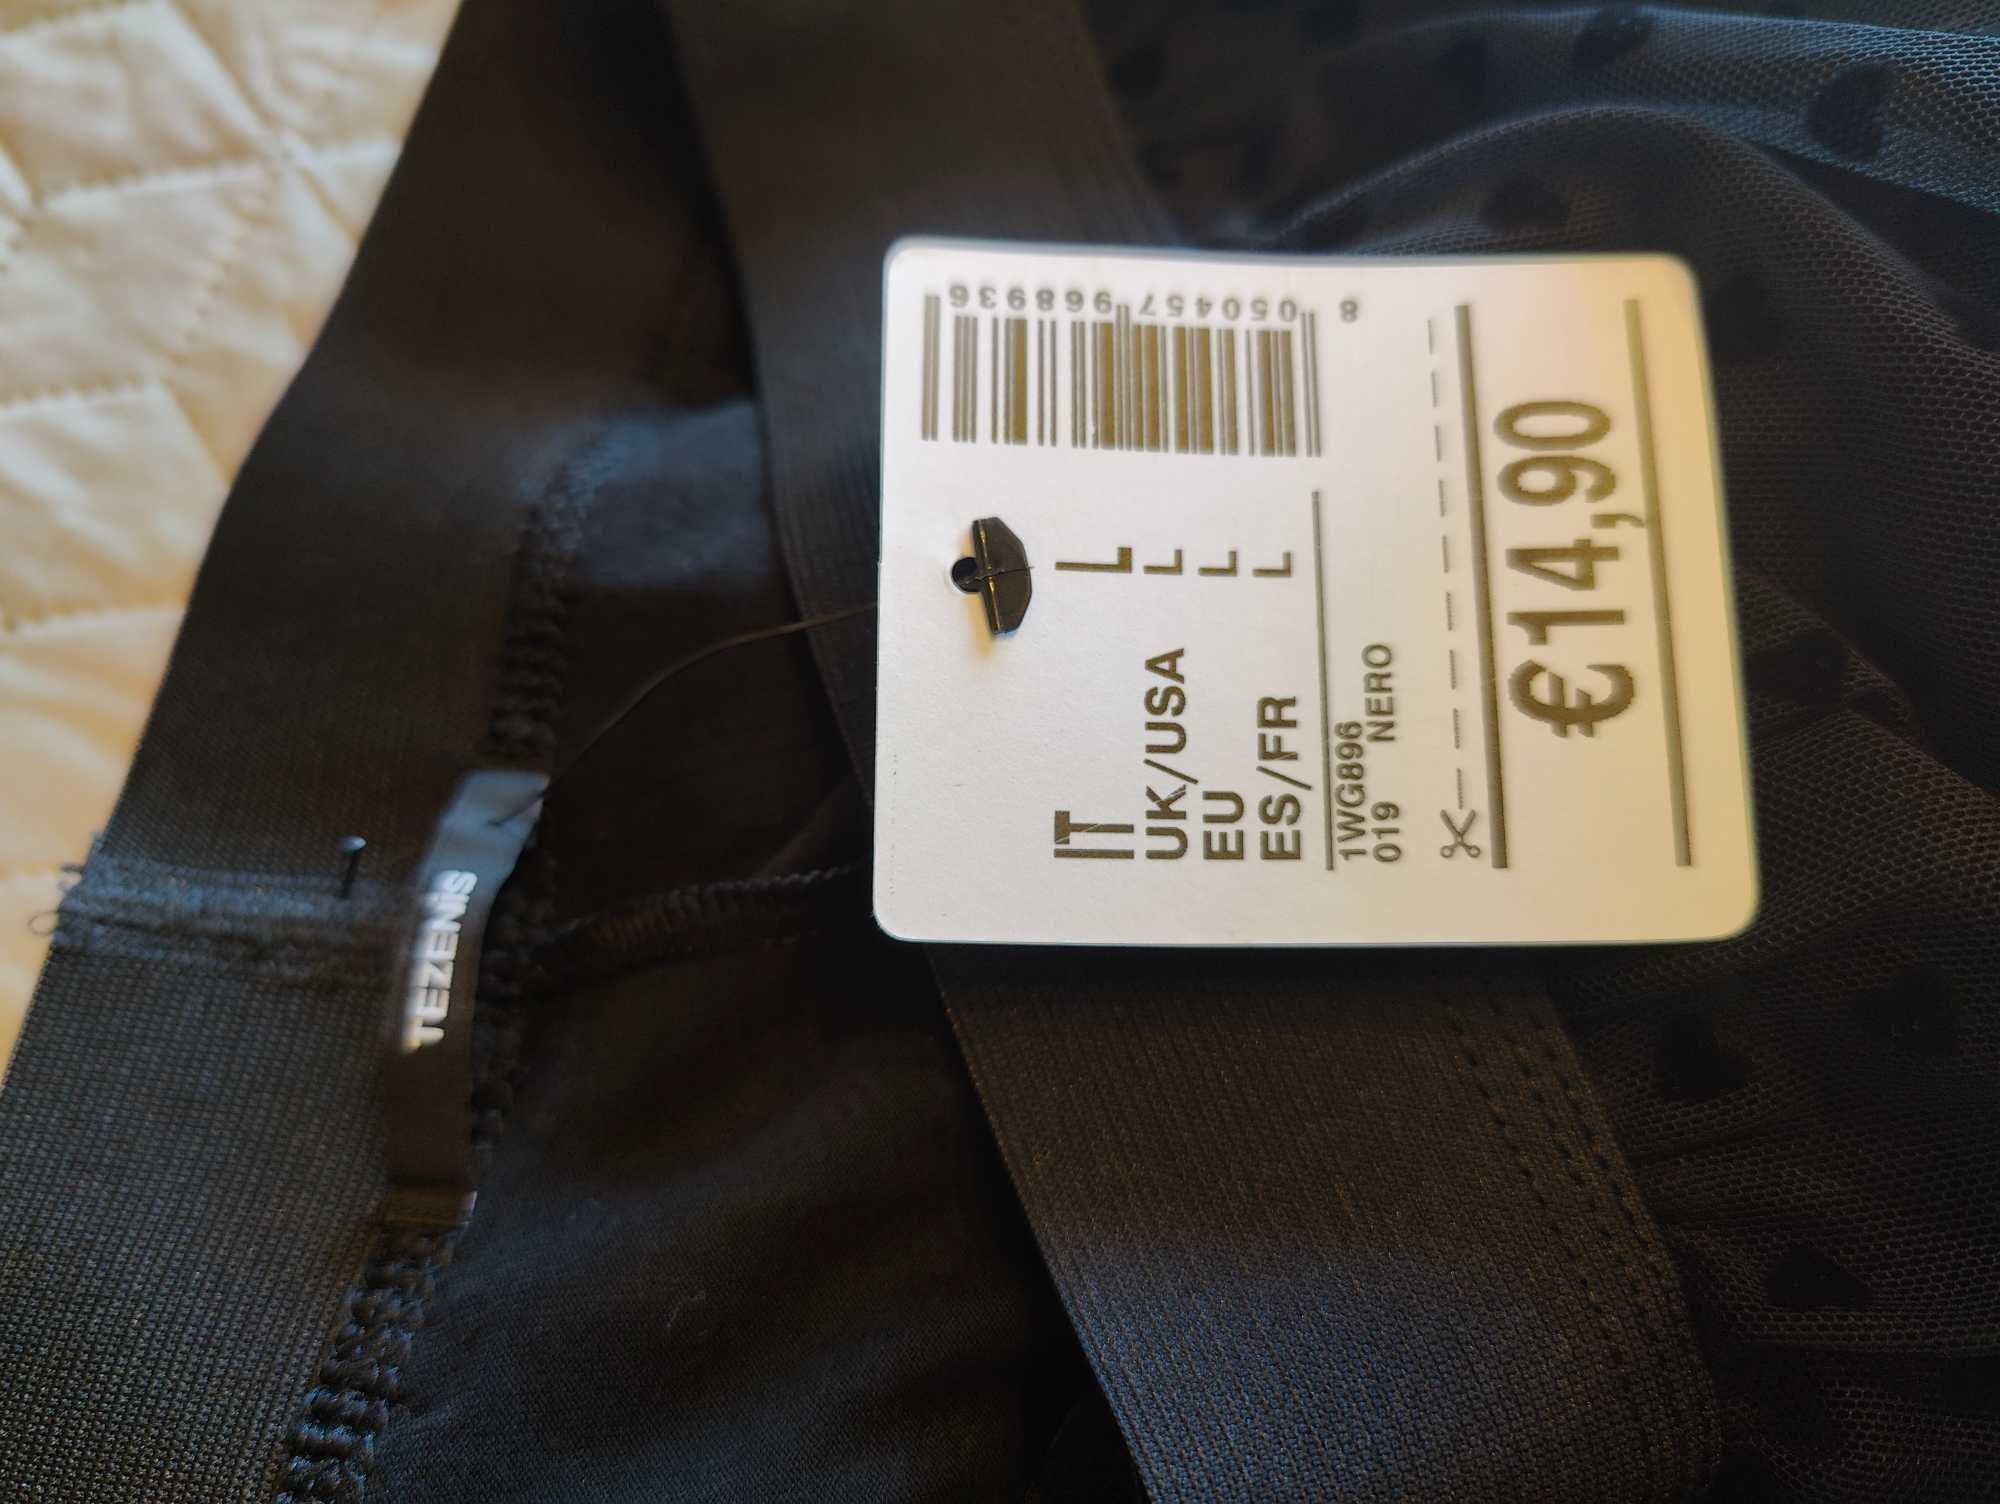 8 050457 968936
IT L
UK/USA L
EU L
ES/FR L
1WG896
019 NERO
€14,90
TEZENIS